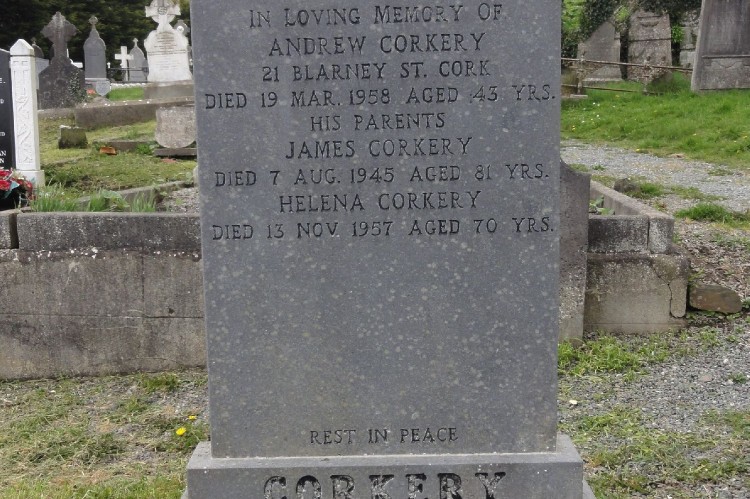 In Loving Memory of
ANDREW CORKERY
21 BLARNEY ST. CORK
DIED 19 MAR. 1958 AGED 43 YRS.
HIS PARENTS
JAMES CORKERY
DIED 7 AUG. 1945 AGED 81 YRS.
HELENA CORKERY
DIED 13 NOV. 1957 AGED 70 YRS.
REST IN PEACE
CORKERY